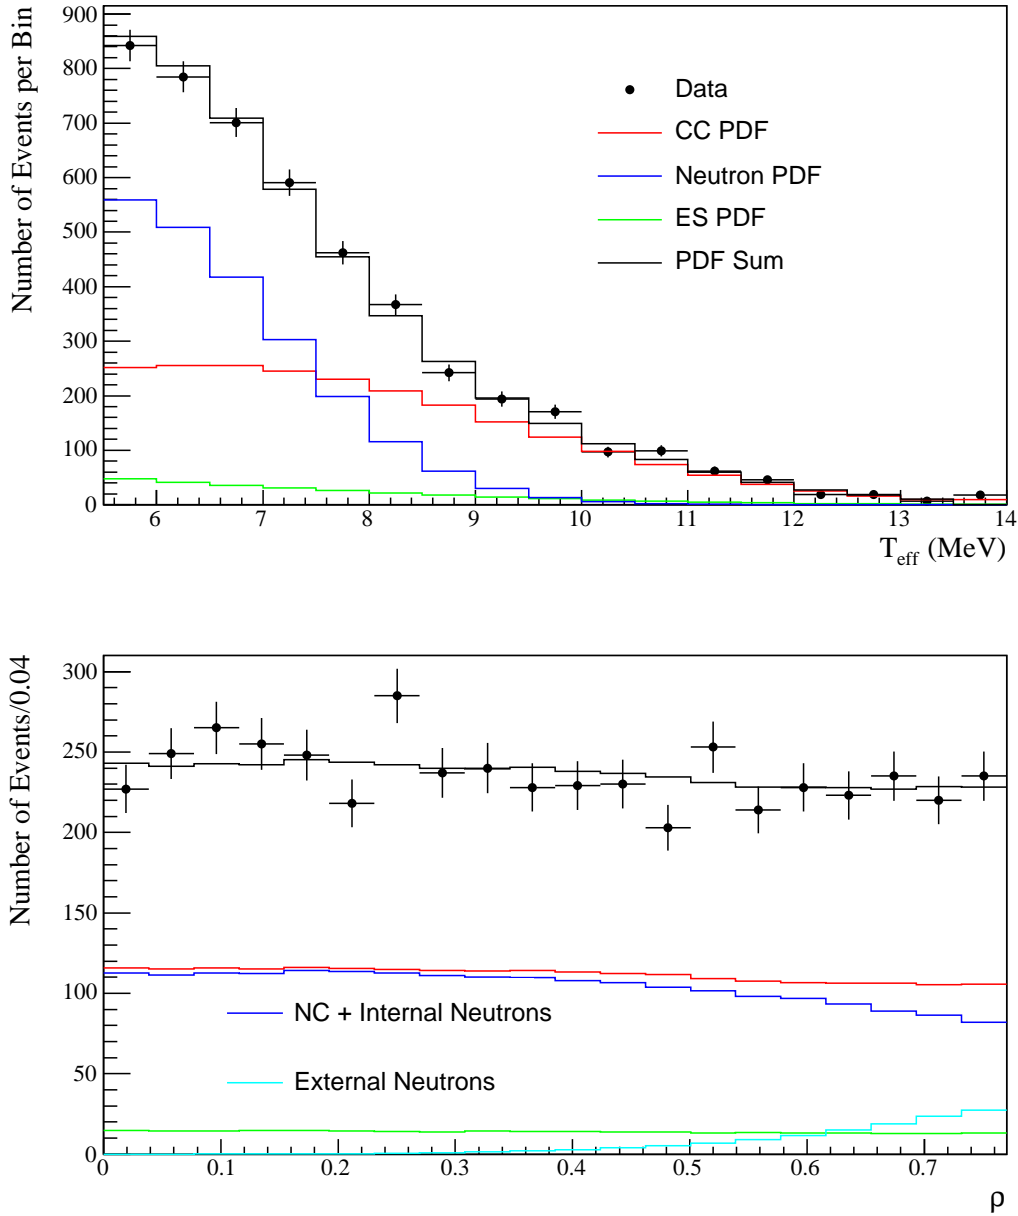 Number of Events per Bin
900
800
700
600
500
400
300
200
100
0
Data
CC PDF
Neutron PDF
ES PDF
PDF Sum
6 7 8 9 10 11 12 13 14
T_eff (MeV)
Number of Events/0.04
300
250
200
150
100
50
0
NC + Internal Neutrons
External Neutrons
0 0.1 0.2 0.3 0.4 0.5 0.6 0.7
ρ